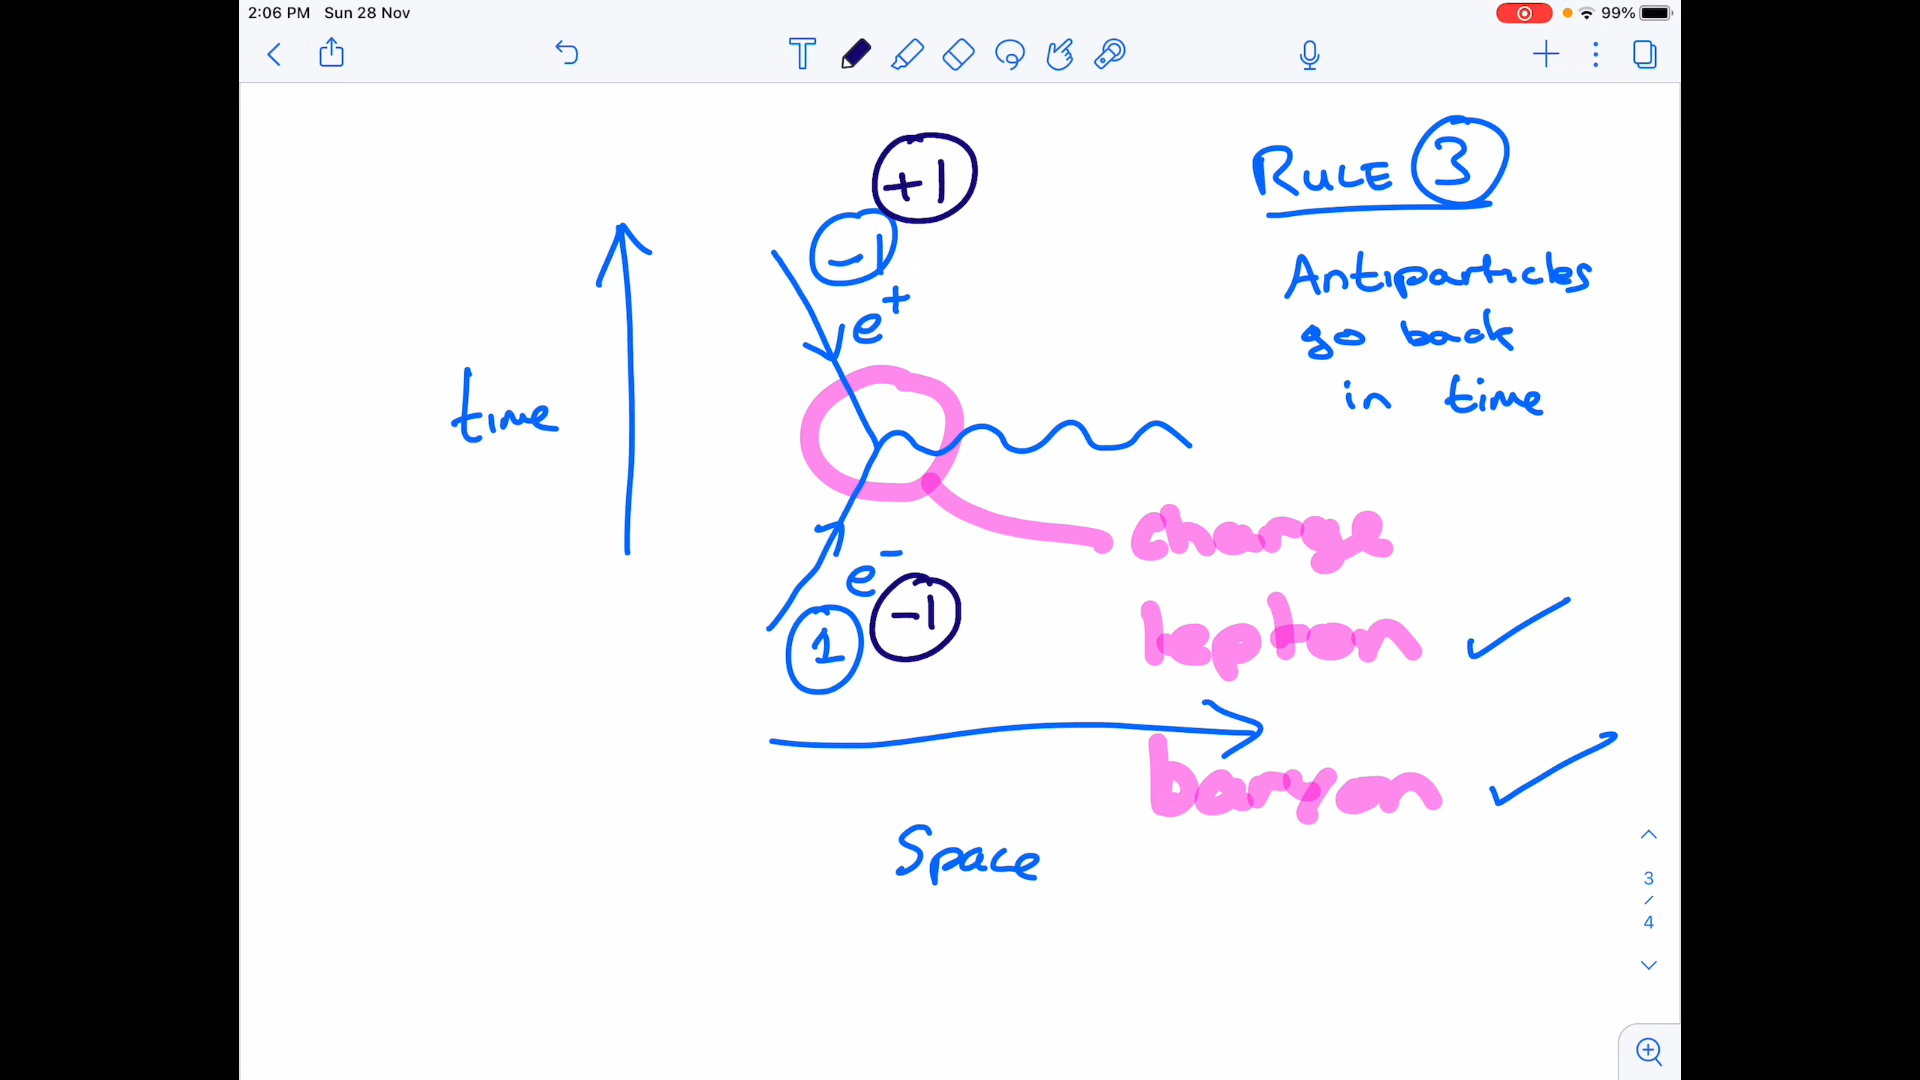 2:06 PM Sun 28 Nov
99%
T
+1
RULE 3
-1
Antiparticles
e+
go back
in time
time
charge
e-
-1
1
lepton
baryon
Space
3
/
4